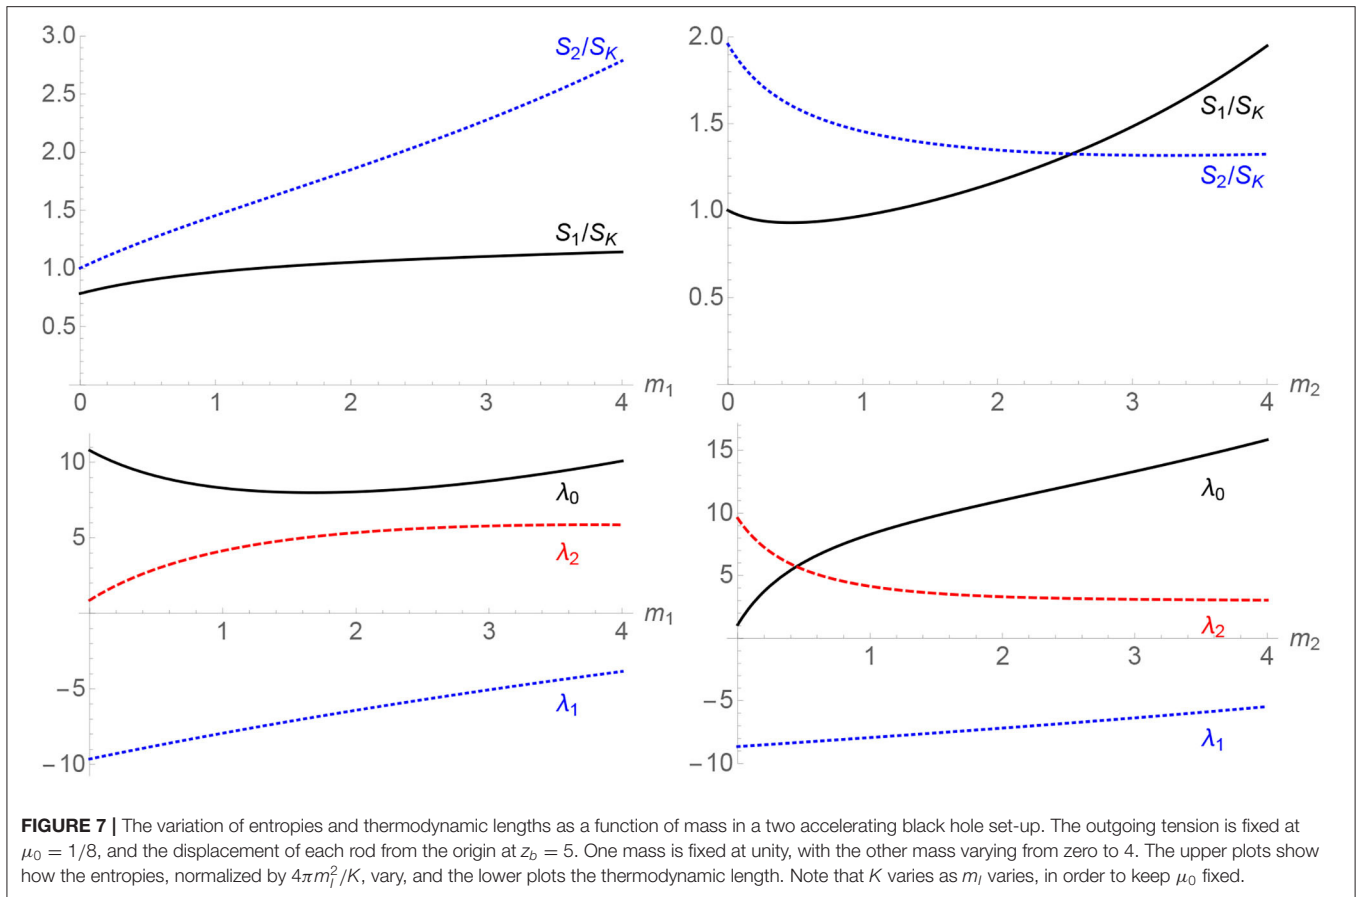 3.0
2.5
2.0
1.5
1.0
0.5
0 1 2 3 4 m₁
S₂/S_K
S₁/S_K
2.0
1.5
1.0
0.5
0 1 2 3 4 m₂
S₁/S_K
S₂/S_K
10
5
−5
−10
1 2 3 4 m₁
λ₀
λ₂
λ₁
15
10
5
−5
−10
1 2 3 4 m₂
λ₀
λ₂
λ₁
FIGURE 7 | The variation of entropies and thermodynamic lengths as a function of mass in a two accelerating black hole set-up. The outgoing tension is fixed at
μ₀ = 1/8, and the displacement of each rod from the origin at z_b = 5. One mass is fixed at unity, with the other mass varying from zero to 4. The upper plots show
how the entropies, normalized by 4πm_I²/K, vary, and the lower plots the thermodynamic length. Note that K varies as m_I varies, in order to keep μ₀ fixed.